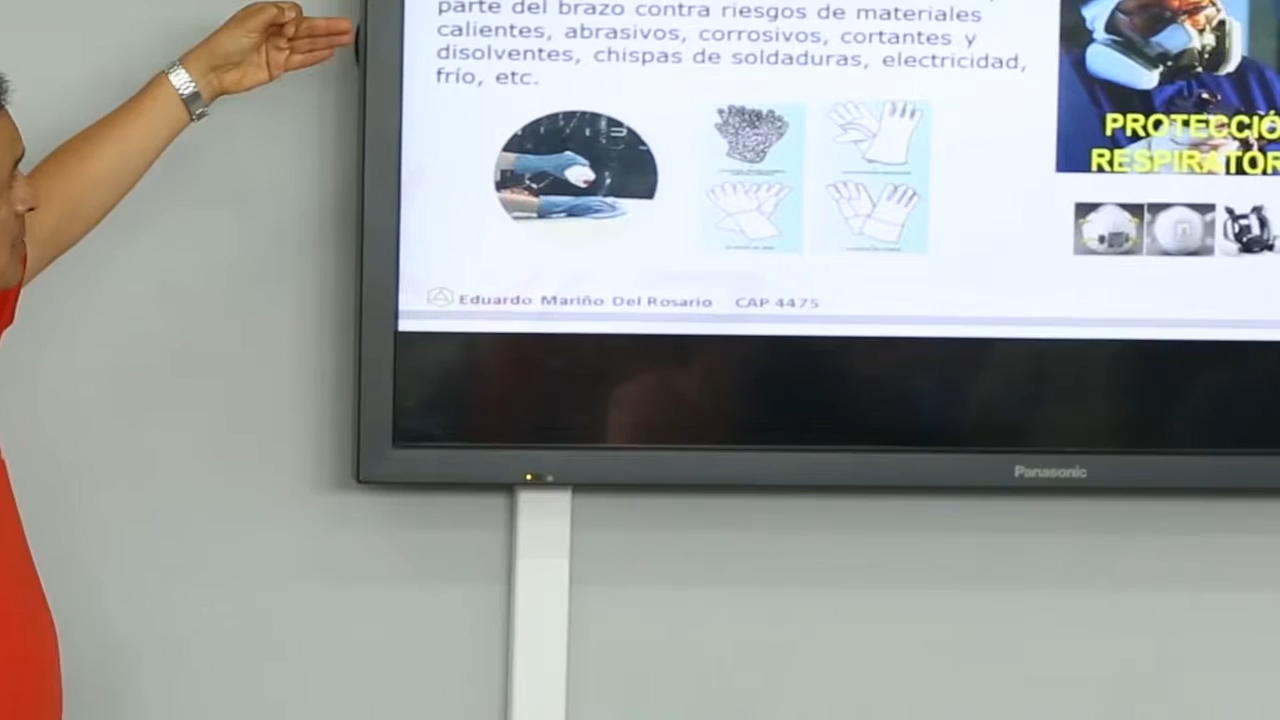 parte del brazo contra riesgos de materiales
calientes, abrasivos, corrosivos, cortantes y
disolventes, chispas de soldaduras, electricidad,
frío, etc.
PROTECCIÓ
RESPIRATOR
Eduardo Mariño Del Rosario CAP 4475
Panasonic